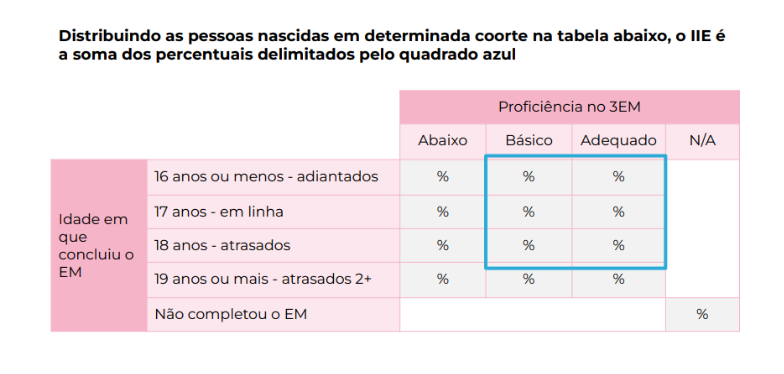 Distribuindo as pessoas nascidas em determinada coorte na tabela abaixo, o IIE é
a soma dos percentuais delimitados pelo quadrado azul
Proficiência no 3EM
Abaixo Básico Adequado N/A
Idade em que concluiu o EM
16 anos ou menos - adiantados % % %
17 anos - em linha % % %
18 anos - atrasados % % %
19 anos ou mais - atrasados 2+ % % %
Não completou o EM %